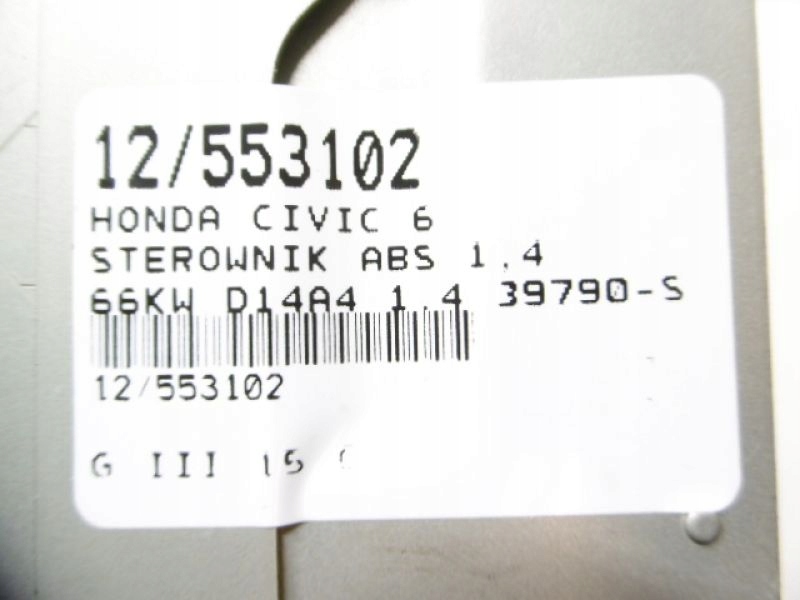 12/553102
HONDA CIVIC 6
STEROWNIK ABS 1,4
66KW D14A4 1.4 39790-S
12/553102
G III 15